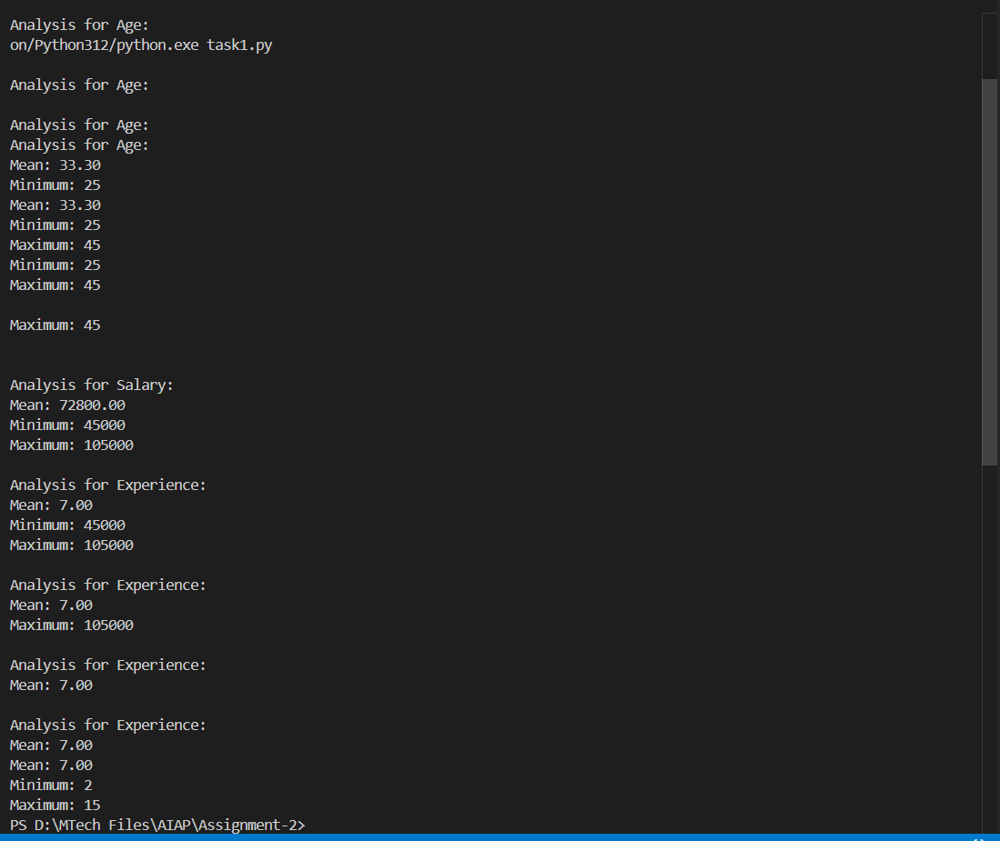 Analysis for Age:
on/Python312/python.exe task1.py
Analysis for Age:
Analysis for Age:
Analysis for Age:
Mean: 33.30
Minimum: 25
Mean: 33.30
Minimum: 25
Maximum: 45
Minimum: 25
Maximum: 45
Maximum: 45
Analysis for Salary:
Mean: 72800.00
Minimum: 45000
Maximum: 105000
Analysis for Experience:
Mean: 7.00
Minimum: 45000
Maximum: 105000
Analysis for Experience:
Mean: 7.00
Maximum: 105000
Analysis for Experience:
Mean: 7.00
Analysis for Experience:
Mean: 7.00
Mean: 7.00
Minimum: 2
Maximum: 15
PS D:\MTech Files\AIAP\Assignment-2>